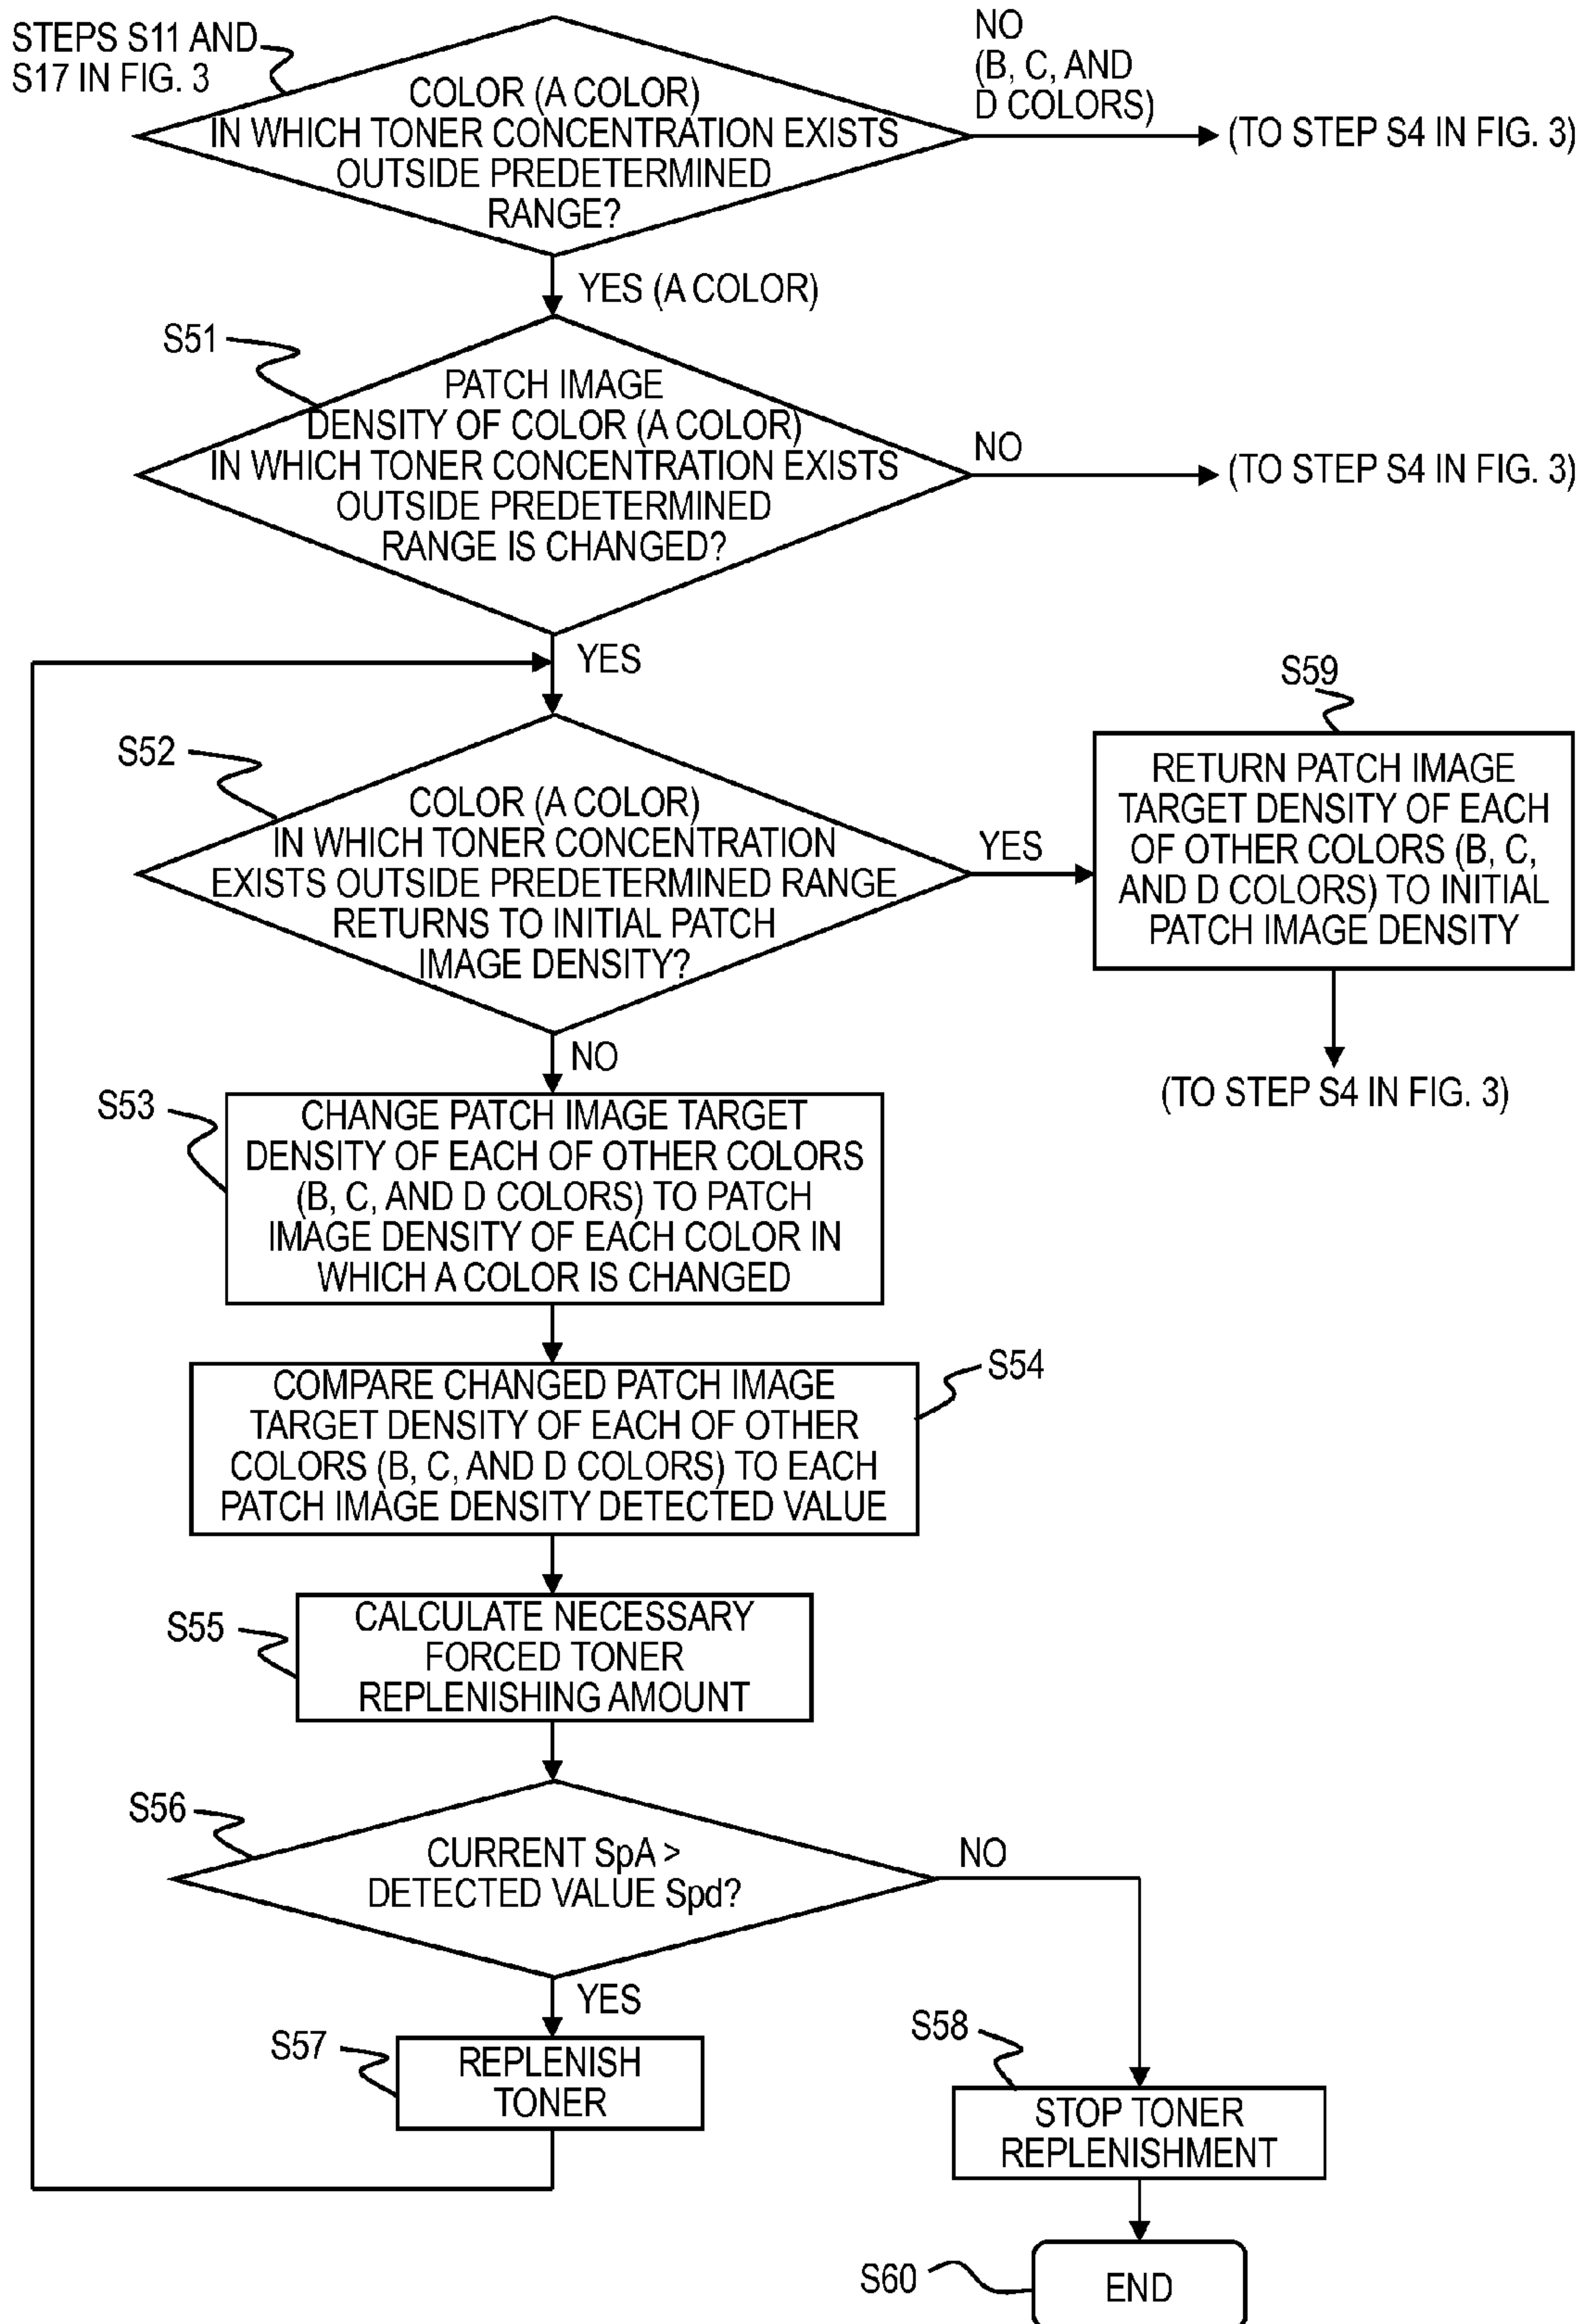 STEPS S11 AND
S17 IN FIG. 3
COLOR (A COLOR)
IN WHICH TONER CONCENTRATION EXISTS
OUTSIDE PREDETERMINED
RANGE?
NO
(B, C, AND
D COLORS)
(TO STEP S4 IN FIG. 3)
YES (A COLOR)
S51
PATCH IMAGE
DENSITY OF COLOR (A COLOR)
IN WHICH TONER CONCENTRATION EXISTS
OUTSIDE PREDETERMINED
RANGE IS CHANGED?
NO
(TO STEP S4 IN FIG. 3)
YES
S52
COLOR (A COLOR)
IN WHICH TONER CONCENTRATION
EXISTS OUTSIDE PREDETERMINED RANGE
RETURNS TO INITIAL PATCH
IMAGE DENSITY?
YES
S59
RETURN PATCH IMAGE
TARGET DENSITY OF EACH
OF OTHER COLORS (B, C,
AND D COLORS) TO INITIAL
PATCH IMAGE DENSITY
(TO STEP S4 IN FIG. 3)
NO
S53
CHANGE PATCH IMAGE TARGET
DENSITY OF EACH OF OTHER COLORS
(B, C, AND D COLORS) TO PATCH
IMAGE DENSITY OF EACH COLOR IN
WHICH A COLOR IS CHANGED
S54
COMPARE CHANGED PATCH IMAGE
TARGET DENSITY OF EACH OF OTHER
COLORS (B, C, AND D COLORS) TO EACH
PATCH IMAGE DENSITY DETECTED VALUE
S55
CALCULATE NECESSARY
FORCED TONER
REPLENISHING AMOUNT
S56
CURRENT SpA >
DETECTED VALUE Spd?
NO
YES
S57
REPLENISH
TONER
S58
STOP TONER
REPLENISHMENT
S60
END